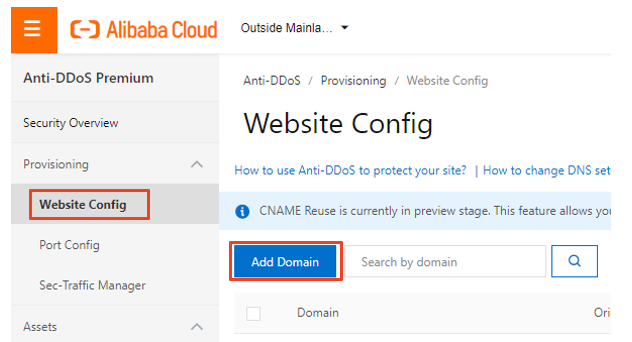 Alibaba Cloud
Outside Mainla...
Anti-DDoS Premium
Security Overview
Provisioning
Website Config
Port Config
Sec-Traffic Manager
Assets
Anti-DDoS / Provisioning / Website Config
Website Config
How to use Anti-DDoS to protect your site? | How to change DNS set
CNAME Reuse is currently in preview stage. This feature allows you
Add Domain
Search by domain
Domain
Ori